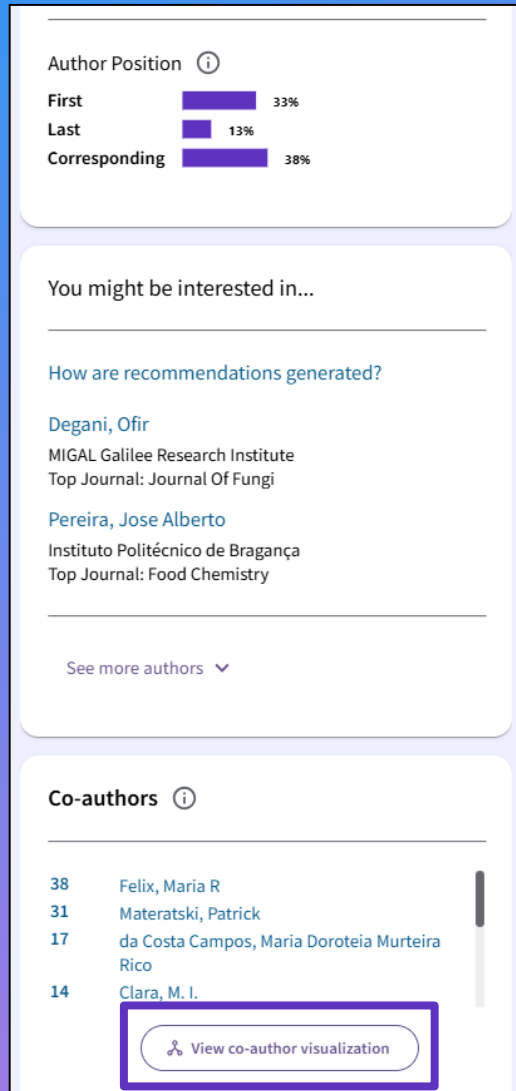 Author Position
First 33%
Last 13%
Corresponding 38%
You might be interested in...
How are recommendations generated?
Degani, Ofir
MIGAL Galilee Research Institute
Top Journal: Journal Of Fungi
Pereira, Jose Alberto
Instituto Politécnico de Bragança
Top Journal: Food Chemistry
See more authors
Co-authors
38 Felix, Maria R
31 Materatski, Patrick
17 da Costa Campos, Maria Doroteia Murteira
Rico
14 Clara, M. I.
View co-author visualization